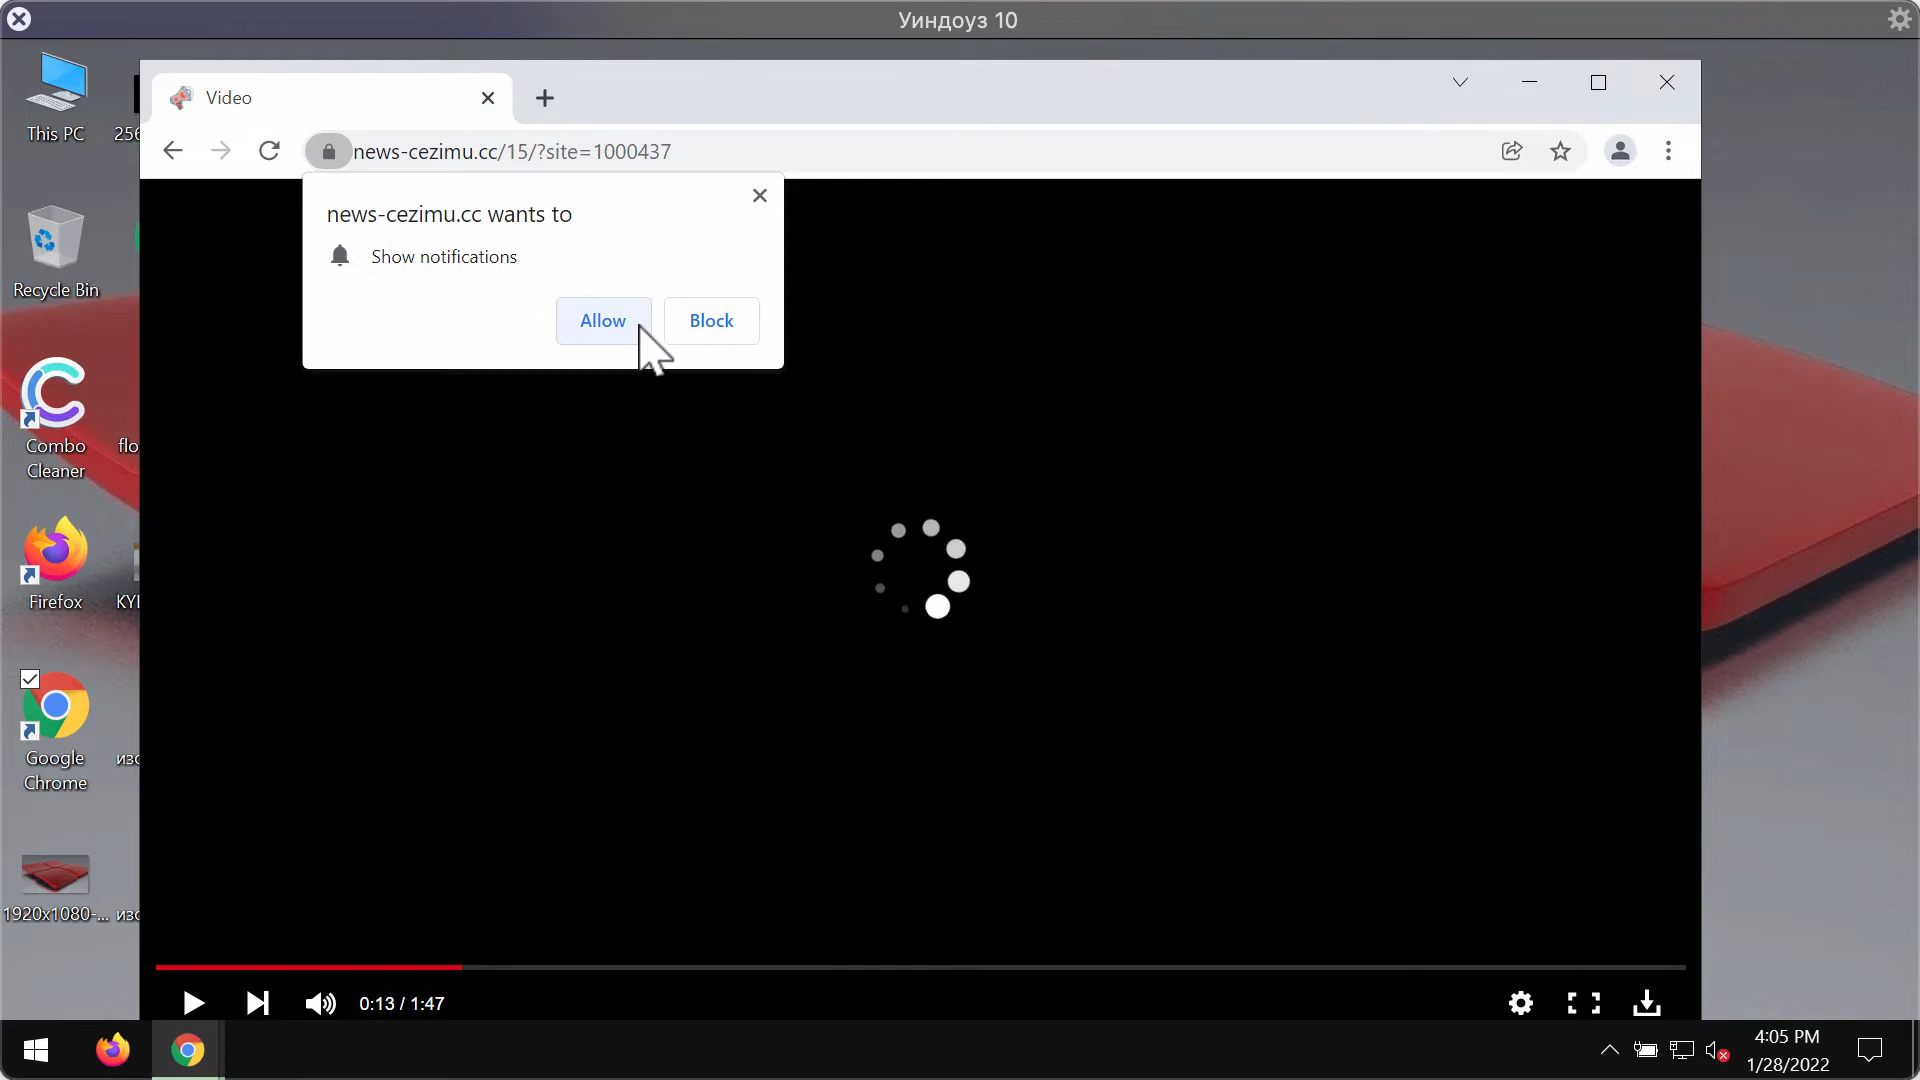 Уиндоуз 10
Video
news-cezimu.cc/15/?site=1000437
news-cezimu.cc wants to
Show notifications
Allow
Block
This PC
256
Recycle Bin
Combo
Cleaner
flo
Firefox
Google
Chrome
1920x1080-...
0:13 / 1:47
4:05 PM
1/28/2022